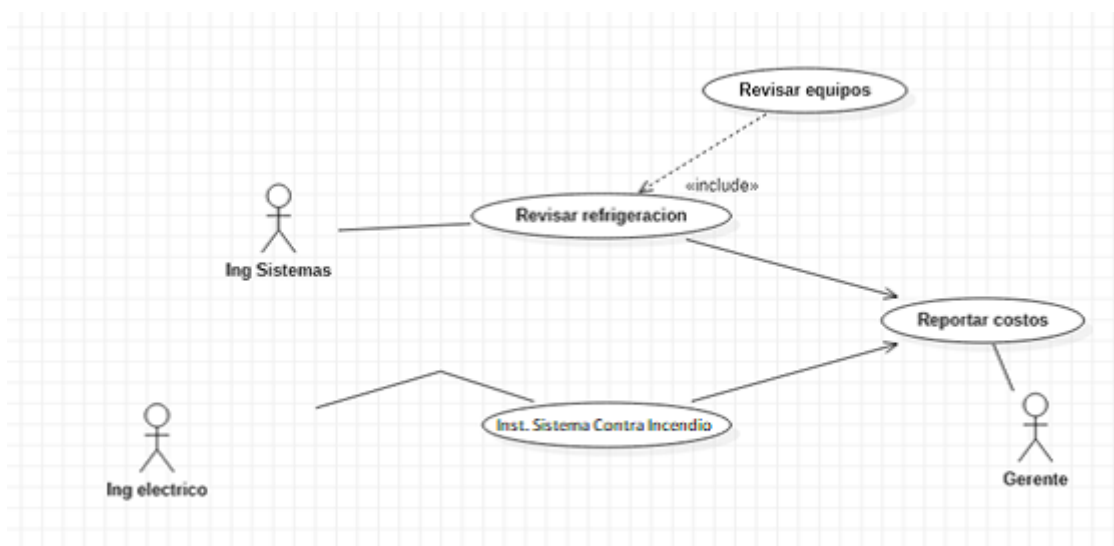 Revisar equipos
«include»
Revisar refrigeracion
Ing Sistemas
Reportar costos
Inst. Sistema Contra Incendio
Ing electrico
Gerente